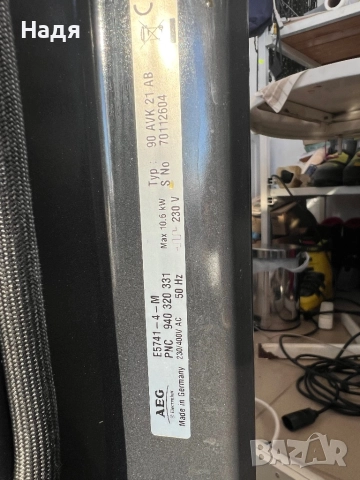 Надя
AEG
Electrolux
Made in Germany
E5741-4-M
PNC 940 320 331
230/400V AC 50 Hz
Max 10.6 kW 230 V
Typ : 90 AVK 21 AB
S No 70112604
BAZAR